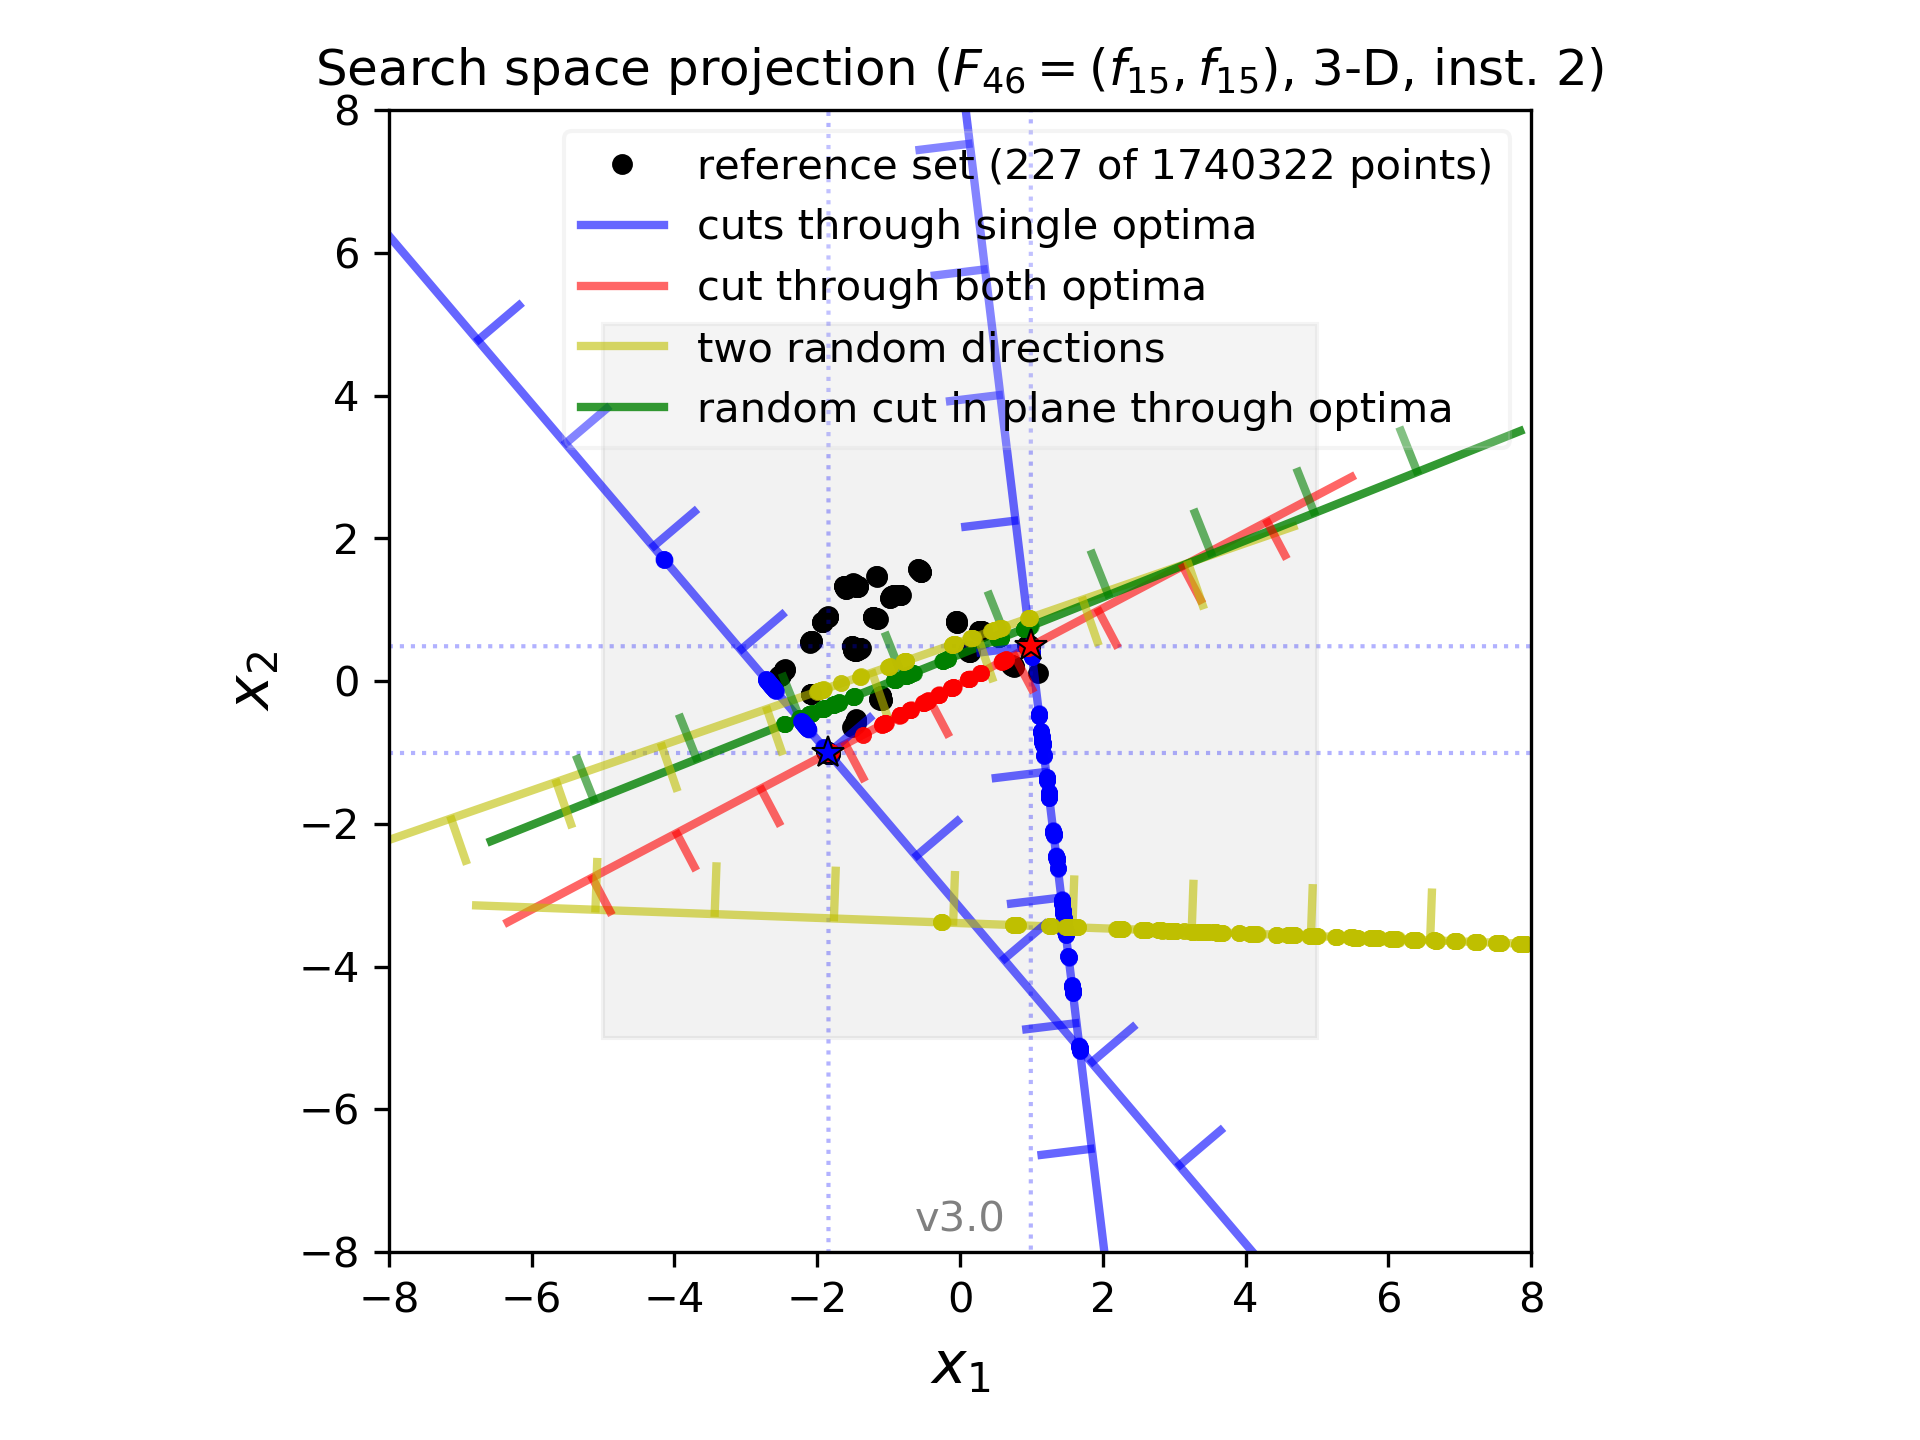 Search space projection (F46 = (f15, f15), 3-D, inst. 2)
reference set (227 of 1740322 points)
cuts through single optima
cut through both optima
two random directions
random cut in plane through optima
8
6
4
2
0
−2
−4
−6
−8
x2
v3.0
−8 −6 −4 −2 0 2 4 6 8
x1